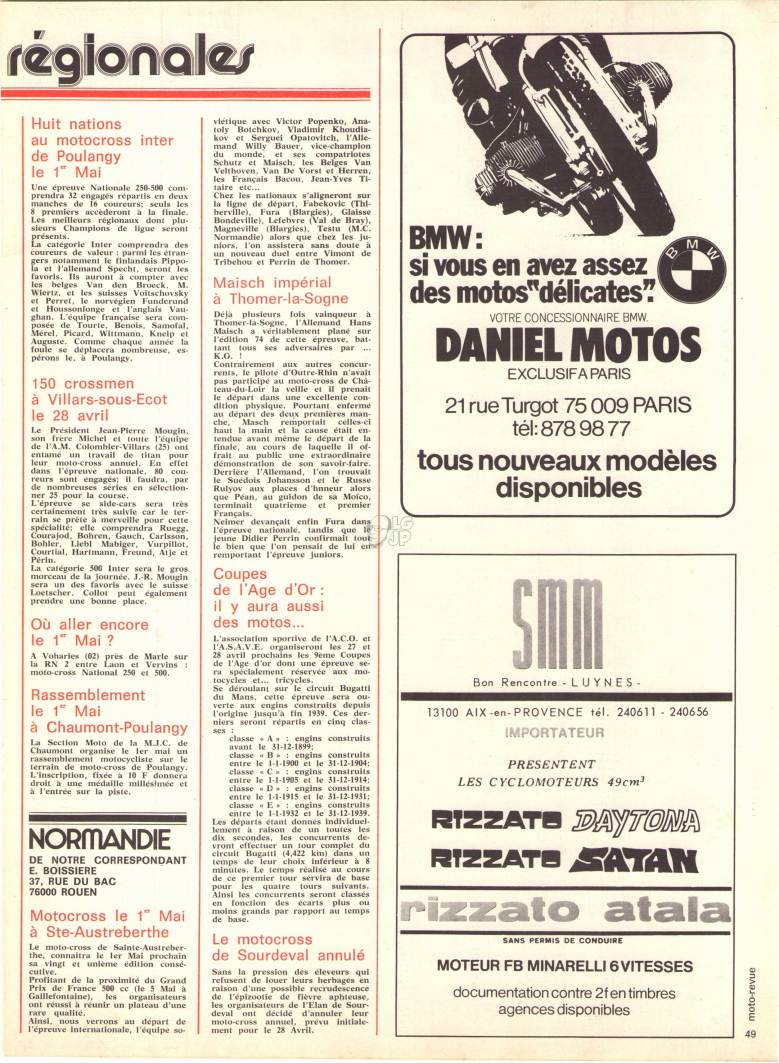 régionales
Huit nations
au motocross inter
de Poulangy
le 1er Mai
Une épreuve Nationale 250-500 com-
prendra 32 engagés répartis en deux
manches de 16 coureurs; seuls les
8 premiers accèderont à la finale.
Les meilleurs régionaux dont plu-
sieurs Champions de ligue seront
présents.
La catégorie Inter comprendra des
coureurs de valeur : parmi les étran-
gers notamment le finlandais Pippo-
la et l'allemand Specht, seront les
favoris. Ils auront à compter avec
les belges Van den Broeck, M.
Wiertz, et les suisses Voitschovsky
et Perret, le norvégien Funderund
et Houssonlonge et l'anglais Vau-
ghan. L'équipe française sera com-
posée de Tourte, Benois, Samofal,
Mérel, Picard, Wittmann, Kneip et
Auguste. Comme chaque année la
foule se déplacera nombreuse, es-
pérons le, à Poulangy.
150 crossmen
à Villars-sous-Ecot
le 28 avril
Le Président Jean-Pierre Mougin,
son frère Michel et toute l'équipe
de l'A.M. Colombier-Villars (25) ont
entamé un travail de titan pour
leur moto-cross annuel. En effet
dans l'épreuve nationale, 80 cou-
reurs sont engagés; il faudra, par
de nombreuses séries en sélection-
ner 25 pour la course.
L'épreuve se side-cars sera très
certainement très suivie car le ter-
rain se prête à merveille pour cette
spécialité; elle comprendra Ruegg,
Courajod, Bohren, Gauch, Carlsson,
Bohler, Liebl Mabiger, Vurpillot,
Courtial, Hartmann, Freund, Atje et
Périn.
La catégorie 500 Inter sera le gros
morceau de la journée. J.-R. Mougin
sera un des favoris avec le suisse
Loetscher. Collot peut également
prendre une bonne place.
Où aller encore
le 1er Mai ?
A Voharies (02) près de Marle sur
la RN 2 entre Laon et Vervins :
moto-cross National 250 et 500.
Rassemblement
le 1er Mai
à Chaumont-Poulangy
La Section Moto de la M.J.C. de
Chaumont organise le 1er mai un
rassemblement motocycliste sur le
terrain de moto-cross de Poulangy.
L'inscription, fixée à 10 F donnera
droit à une médaille millésimée et
à l'entrée sur la piste.
NORMANDIE
DE NOTRE CORRESPONDANT
E. BOISSIERE
37, RUE DU BAC
76000 ROUEN
Motocross le 1er Mai
à Ste-Austreberthe
Le moto-cross de Sainte-Austreber-
the, connaitra le 1er Mai prochain
sa vingt et unième édition consé-
cutive.
Profitant de la proximité du Grand
Prix de France 500 cc (le 5 Mai à
Gaillefontaine), les organisateurs
ont réussi à réunir un plateau d'une
rare qualité.
Ainsi, nous verrons au départ de
l'épreuve internationale, l'équipe so-
viétique avec Victor Popenko, Ana-
toly Botchkov, Vladimir Khoudia-
kov et Serguei Opatovitch, l'Alle-
mand Willy Bauer, vice-champion
du monde, et ses compatriotes
Schutz et Maisch, les Belges Van
Velthoven, Van De Vorst et Herren,
les Français Bacou, Jean-Yves Ti-
taire etc...
Chez les nationaux s'aligneront sur
la ligne de départ, Fabekovic (Thi-
berville), Fura (Blargies), Glaisse
Bondeville), Lefebvre (Val de Bray),
Magneville (Blargies), Testu (M.C.
Normandie) alors que chez les ju-
niors, l'on assistera sans doute à
un nouveau duel entre Vimont de
Tribehou et Perrin de Thomer.
Maisch impérial
à Thomer-la-Sogne
Déjà plusieurs fois vainqueur à
Thomer-la-Sogne, l'Allemand Hans
Maisch a véritablement plané sur
l'édition 74 de cette épreuve, bat-
tant tous ses adversaires par ...
K.O. !
Contrairement aux autres concur-
rents, le pilote d'Outre-Rhin n'avait
pas participé au moto-cross de Châ-
teau-du-Loir la veille et il prenait
le départ dans une excellente con-
dition physique. Pourtant enfermé
au départ des deux premières man-
che, Masch remportait celles-ci
haut la main et la cause était en-
tendue avant même le départ de la
finale, au cours de laquelle il of-
frait au public une extraordinaire
démonstration de son savoir-faire.
Derrière l'Allemand, l'on trouvait
le Suédois Johansson et le Russe
Rulyov aux places d'hnneur alors
que Péan, au guidon de sa Moïco,
terminait quatrième et premier
Français.
Neimer devançait enfin Fura dans
l'épreuve nationale, tandis que le
jeune Didier Perrin confirmait tout
le bien que l'on pensait de lui en
remportant l'épreuve juniors.
Coupes
de l'Age d'Or :
il y aura aussi
des motos...
L'association sportive de l'A.C.O. et
l'A.S.A.V.E. organiseront les 27 et
28 avril prochains les 9ème Coupes
de l'Age d'or dont une épreuve se-
ra spécialement réservée aux mo-
tocycles et... tricycles.
Se déroulant sur le circuit Bugatti
du Mans, cette épreuve sera ou-
verte aux engins construits depuis
l'origine jusqu'à fin 1939. Ces der-
niers seront répartis en cinq clas-
ses :
classe « A » : engins construits
avant le 31-12-1899;
classe « B » : engins construits
entre le 1-1-1900 et le 31-12-1904;
classe « C » : engins construits
entre le 1-1-1905 et le 31-12-1914;
classe « D » : engins construits
entre le 1-1-1915 et le 31-12-1931;
classe « E » : engins construits
entre le 1-1-1932 et le 31-12-1939.
Les départs étant donnés individuel-
lement à raison de un toutes les
dix secondes, les concurrents de-
vront effectuer un tour complet du
circuit Bugatti (4,422 km) dans un
temps de leur choix inférieur à 8
minutes. Le temps réalisé au cours
de ce premier tour servira de base
pour les quatre tours suivants.
Ainsi les concurrents seront classés
en fonction des écarts plus ou
moins grands par rapport au temps
de base.
Le motocross
de Sourdeval annulé
Sans la pression des éleveurs qui
refusent de louer leurs herbages en
raison d'une possible recrudescence
de l'épizootie de fièvre aphteuse,
les organisateurs de l'Elan de Sour-
deval ont décidé d'annuler leur
moto-cross annuel, prévu initiale-
ment pour le 28 Avril.
BMW :
si vous en avez assez
des motos "délicates".
BMW
VOTRE CONCESSIONNAIRE BMW.
DANIEL MOTOS
EXCLUSIF A PARIS
21 rue Turgot 75 009 PARIS
tél: 878 98 77
tous nouveaux modèles
disponibles
smm
Bon Rencontre - LUYNES -
13100 AIX-en-PROVENCE tél. 240611 - 240656
IMPORTATEUR
PRESENTENT
LES CYCLOMOTEURS 49cm³
RIZZATO DAYTONA
RIZZATO SATAN
rizzato atala
SANS PERMIS DE CONDUIRE
MOTEUR FB MINARELLI 6 VITESSES
documentation contre 2f en timbres
agences disponibles
moto-revue
49